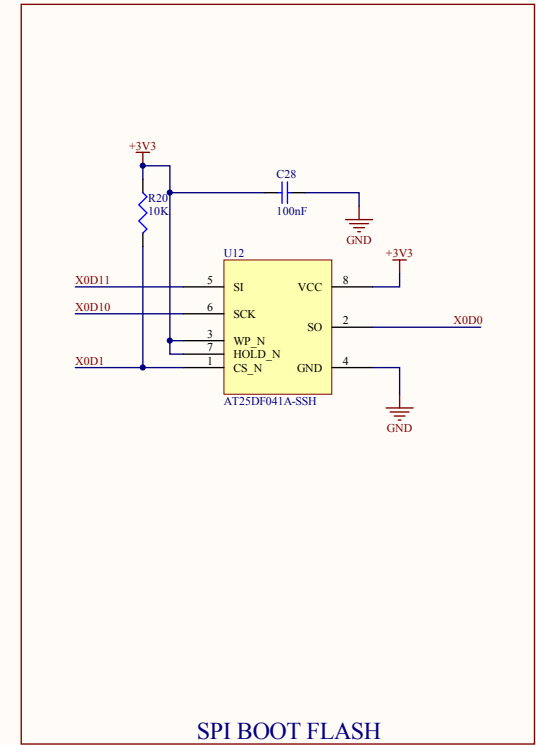 +3V3
C28
R20
10K
100nF
GND
U12
+3V3
X0D11
5
SI
VCC
8
X0D10
6
SCK
SO
2
X0D0
3
WP_N
7
HOLD_N
X0D1
1
CS_N
GND
4
AT25DF041A-SSH
GND
SPI BOOT FLASH